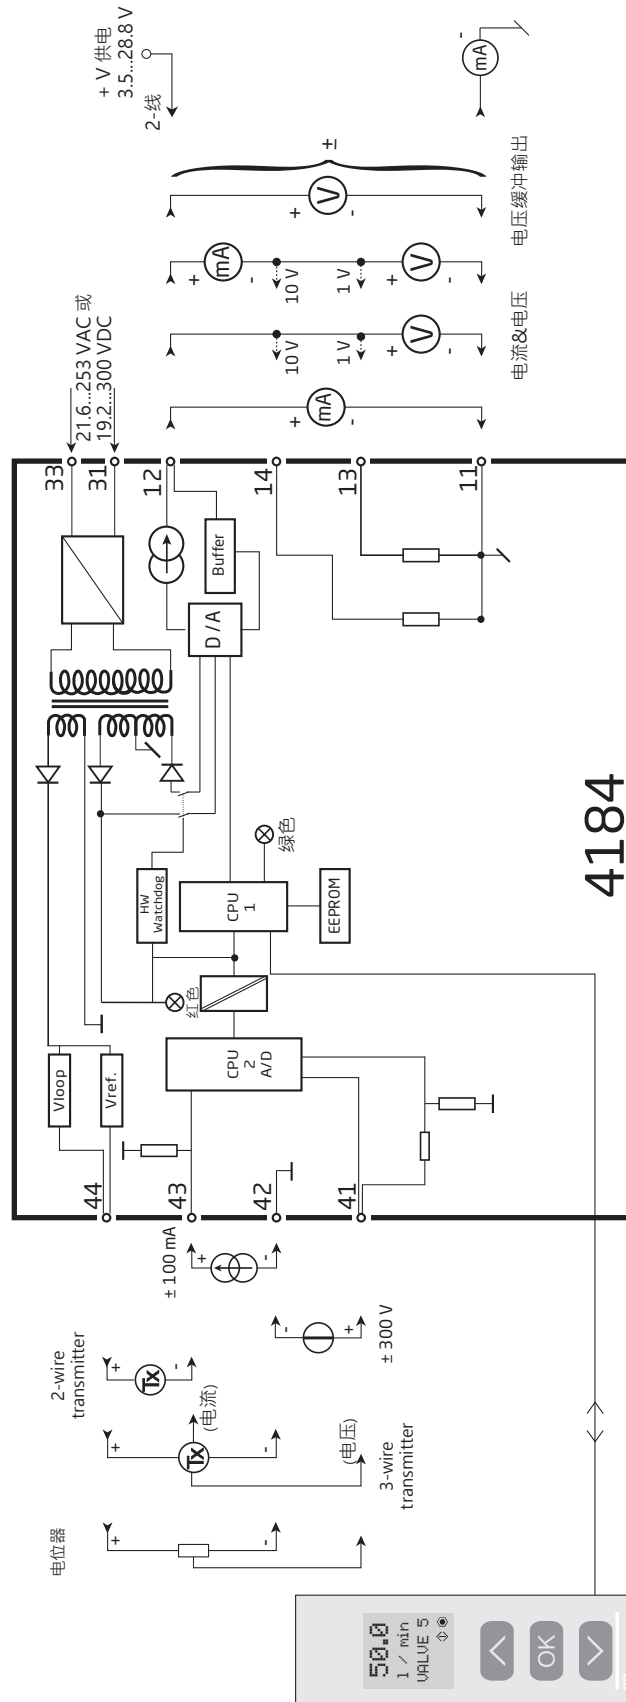 电位器
+
-
2-wire
transmitter
+
Tx
-
+
Tx
(电流)
-
(电压)
3-wire
transmitter
± 100 mA
+
-
-
+
± 300 V
50.0
l / min
VALVE 5
OK
44
43
42
41
Vloop
Vref.
CPU
2
A/D
红色
HW
Watchdog
CPU
1
EEPROM
绿色
D/A
Buffer
4184
33
31
12
14
13
11
21.6...253 VAC 或
19.2...300 VDC
+
mA
-
10 V
1 V
+
V
-
电流&电压
+
mA
-
10 V
1 V
+
V
-
+
V
-
电压缓冲输出
±
+ V 供电
3.5...28.8 V
2-线
-
mA